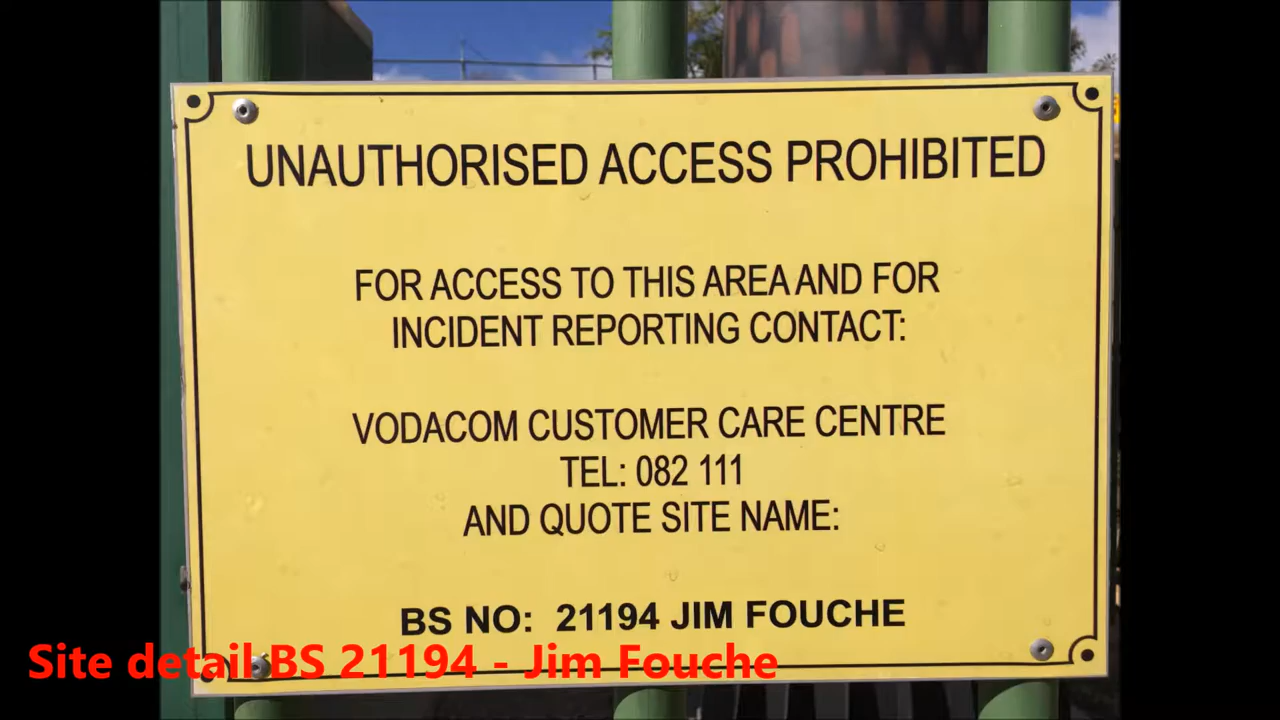 UNAUTHORISED ACCESS PROHIBITED
FOR ACCESS TO THIS AREA AND FOR
INCIDENT REPORTING CONTACT:
VODACOM CUSTOMER CARE CENTRE
TEL: 082 111
AND QUOTE SITE NAME:
BS NO: 21194 JIM FOUCHE
Site detail BS 21194 - Jim Fouche